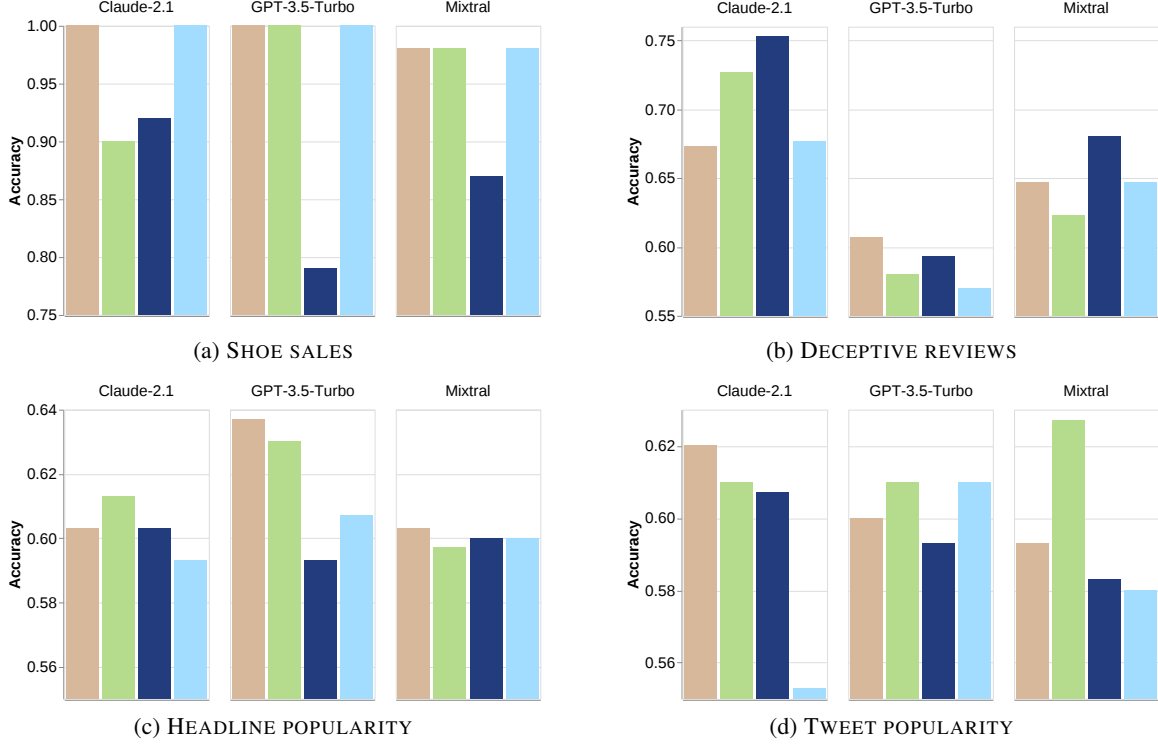 Claude-2.1 GPT-3.5-Turbo Mixtral
1.00
0.95
0.90
0.85
0.80
0.75
Accuracy
(a) SHOE SALES
Claude-2.1 GPT-3.5-Turbo Mixtral
0.75
0.70
0.65
0.60
0.55
Accuracy
(b) DECEPTIVE REVIEWS
Claude-2.1 GPT-3.5-Turbo Mixtral
0.64
0.62
0.60
0.58
0.56
Accuracy
(c) HEADLINE POPULARITY
Claude-2.1 GPT-3.5-Turbo Mixtral
0.62
0.60
0.58
0.56
Accuracy
(d) TWEET POPULARITY